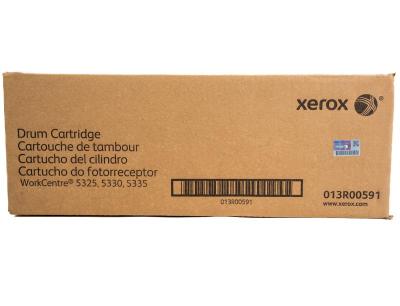 xerox
Drum Cartridge
Cartouche de tambour
Cartucho del cilindro
Cartucho do fotorreceptor
WorkCentre® 5325, 5330, 5335
013R00591
013R00591
www.xerox.com